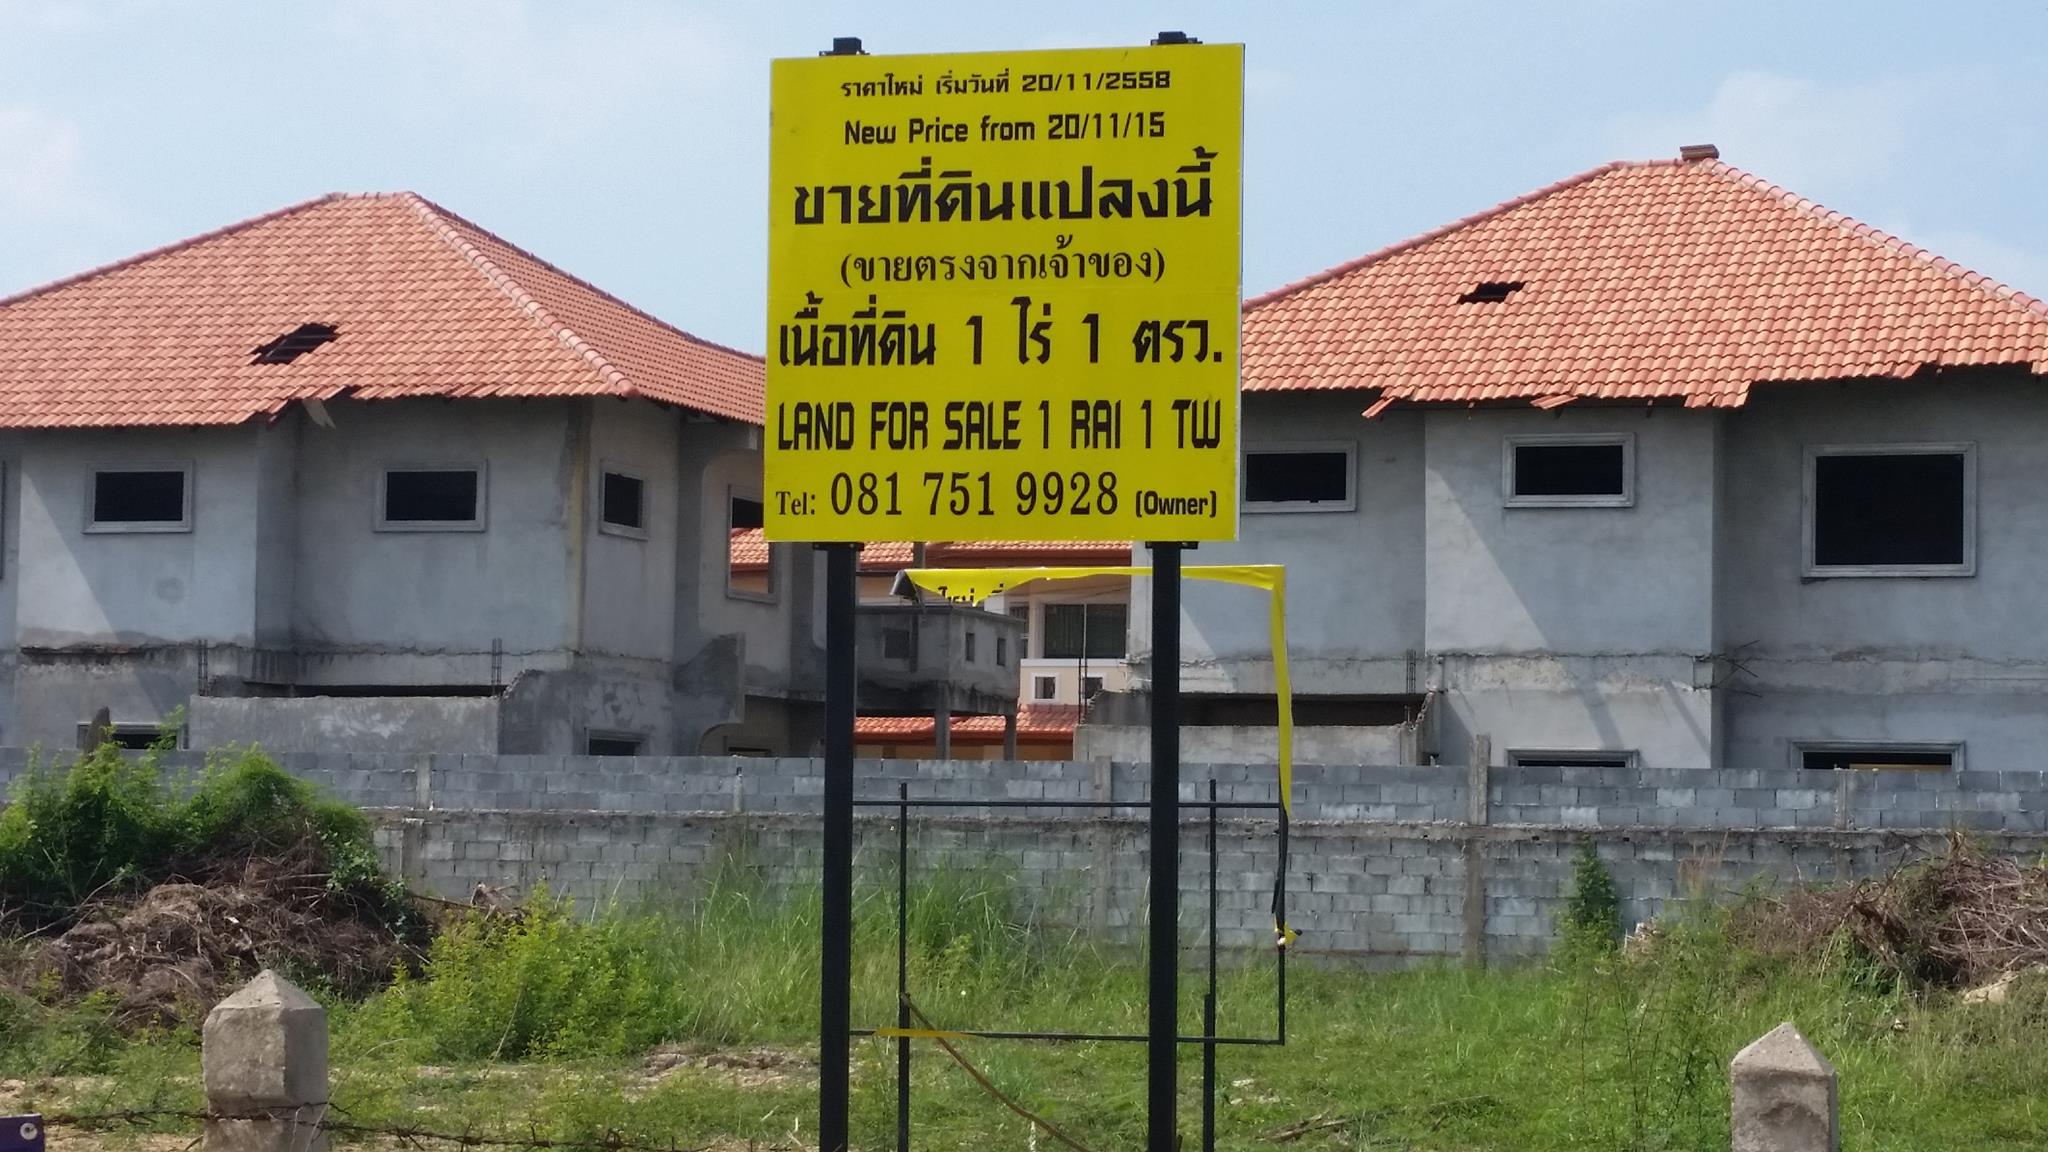 ราคาใหม่ เริ่มวันที่ 20/11/2558
New Price from 20/11/15
ขายที่ดินแปลงนี้
(ขายตรงจากเจ้าของ)
เนื้อที่ดิน 1 ไร่ 1 ตรว.
LAND FOR SALE 1 RAI 1 TW
Tel: 081 751 9928 (Owner)